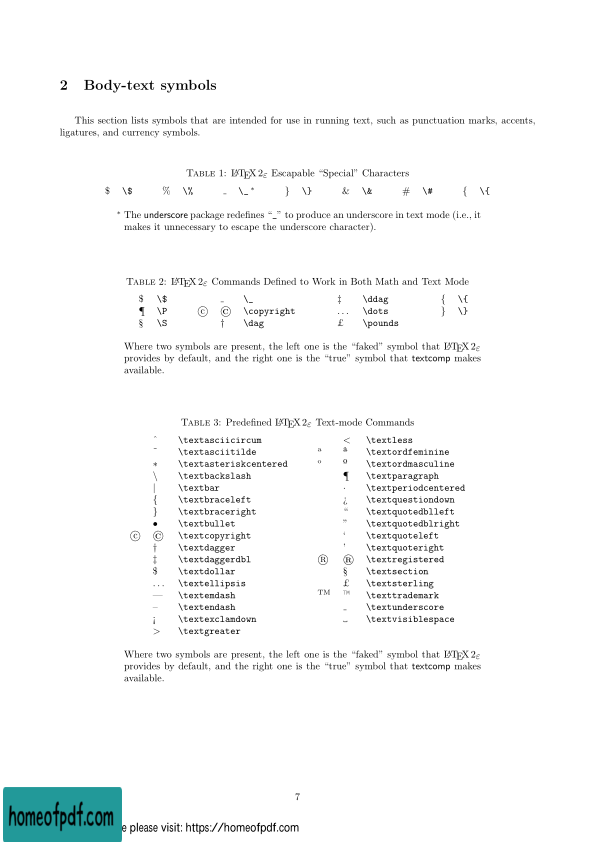 2 Body-text symbols
This section lists symbols that are intended for use in running text, such as punctuation marks, accents,
ligatures, and currency symbols.
TABLE 1: LATEX 2ε Escapable “Special” Characters
$ \$ % \% _ \_* } \} & \& # \# { \{
* The underscore package redefines “_” to produce an underscore in text mode (i.e., it
makes it unnecessary to escape the underscore character).
TABLE 2: LATEX 2ε Commands Defined to Work in Both Math and Text Mode
$ \$ _ \_ ‡ \ddag { \{
¶ \P © © \copyright … \dots } \}
§ \S † \dag £ \pounds
Where two symbols are present, the left one is the “faked” symbol that LATEX 2ε
provides by default, and the right one is the “true” symbol that textcomp makes
available.
TABLE 3: Predefined LATEX 2ε Text-mode Commands
ˆ \textasciicircum < \textless
˜ \textasciitilde ª ª \textordfeminine
∗ \textasteriskcentered º º \textordmasculine
\ \textbackslash ¶ \textparagraph
| \textbar · \textperiodcentered
{ \textbraceleft ¿ \textquestiondown
} \textbraceright “ \textquotedblleft
• \textbullet ” \textquotedblright
© © \textcopyright ‘ \textquoteleft
† \textdagger ’ \textquoteright
‡ \textdaggerdbl ® ® \textregistered
$ \textdollar § \textsection
… \textellipsis £ \textsterling
— \textemdash TM ™ \texttrademark
– \textendash _ \textunderscore
¡ \textexclamdown ␣ \textvisiblespace
> \textgreater
Where two symbols are present, the left one is the “faked” symbol that LATEX 2ε
provides by default, and the right one is the “true” symbol that textcomp makes
available.
7
homeofpdf.com
e please visit: https://homeofpdf.com